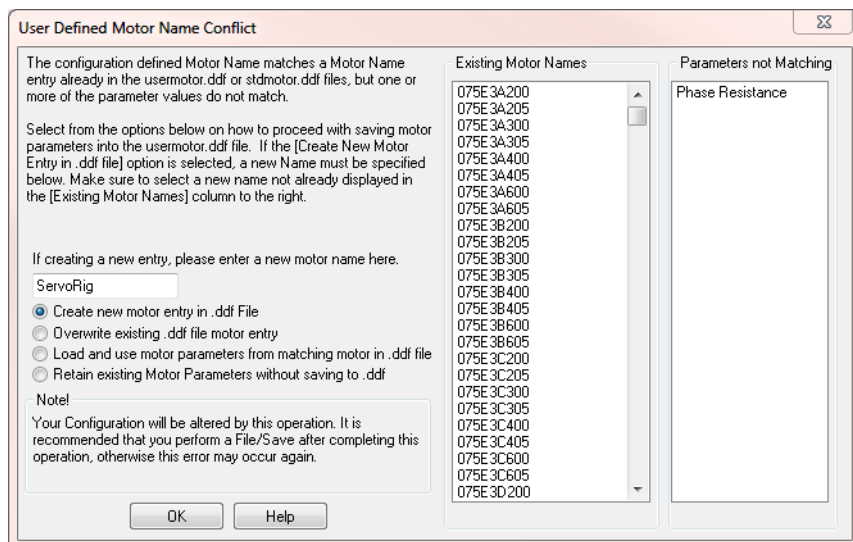 User Defined Motor Name Conflict
The configuration defined Motor Name matches a Motor Name
entry already in the usermotor.ddf or stdmotor.ddf files, but one or
more of the parameter values do not match.
Select from the options below on how to proceed with saving motor
parameters into the usermotor.ddf file. If the [Create New Motor
Entry in .ddf file] option is selected, a new Name must be specified
below. Make sure to select a new name not already displayed in
the [Existing Motor Names] column to the right.
If creating a new entry, please enter a new motor name here.
ServoRig
Create new motor entry in .ddf File
Overwrite existing .ddf file motor entry
Load and use motor parameters from matching motor in .ddf file
Retain existing Motor Parameters without saving to .ddf
Note!
Your Configuration will be altered by this operation. It is
recommended that you perform a File/Save after completing this
operation, otherwise this error may occur again.
OK
Help
Existing Motor Names
075E3A200
075E3A205
075E3A300
075E3A305
075E3A400
075E3A405
075E3A600
075E3A605
075E3B200
075E3B205
075E3B300
075E3B305
075E3B400
075E3B405
075E3B600
075E3B605
075E3C200
075E3C205
075E3C300
075E3C305
075E3C400
075E3C405
075E3C600
075E3C605
075E3D200
Parameters not Matching
Phase Resistance